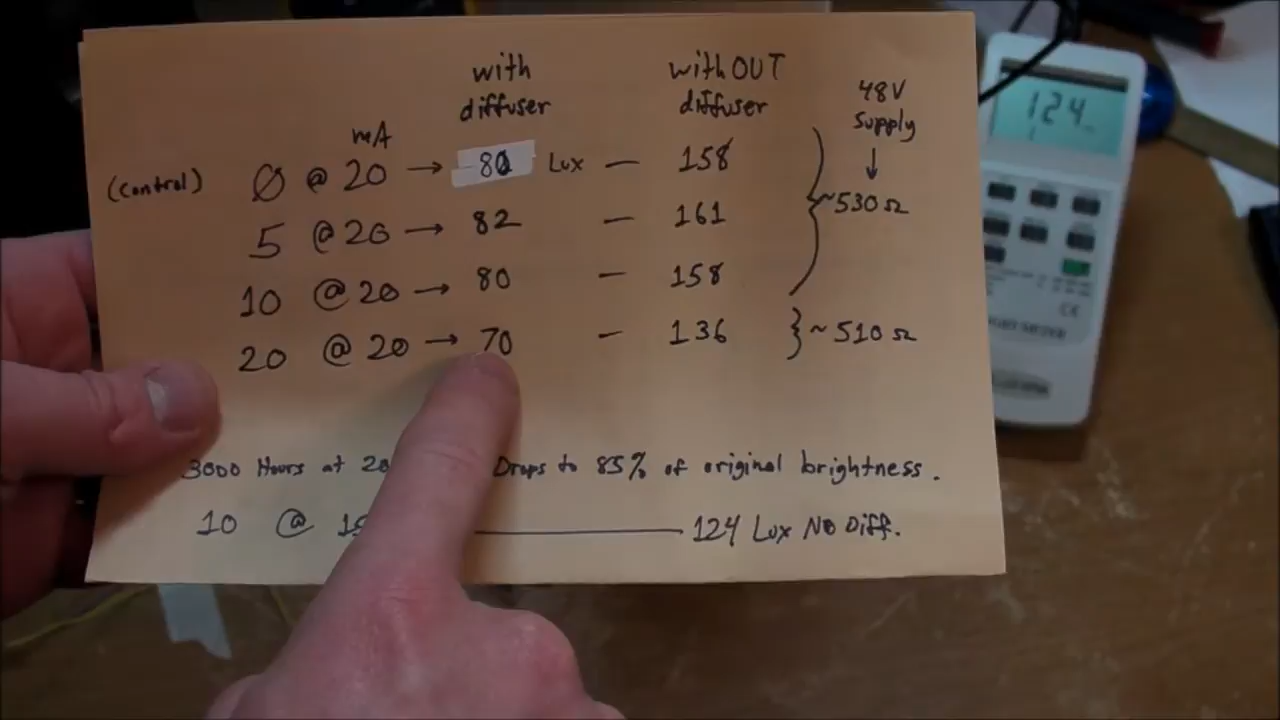 with withOUT
diffuser diffuser 48V
mA supply
(control) 0 @ 20 → 80 Lux — 158
5 @ 20 → 82 — 161 ~530 Ω
10 @ 20 → 80 — 158
20 @ 20 → 70 — 136 } ~510 Ω
3000 Hours at 20 Drops to 85% of original brightness.
10 @ 124 Lux No Diff.
124
CE